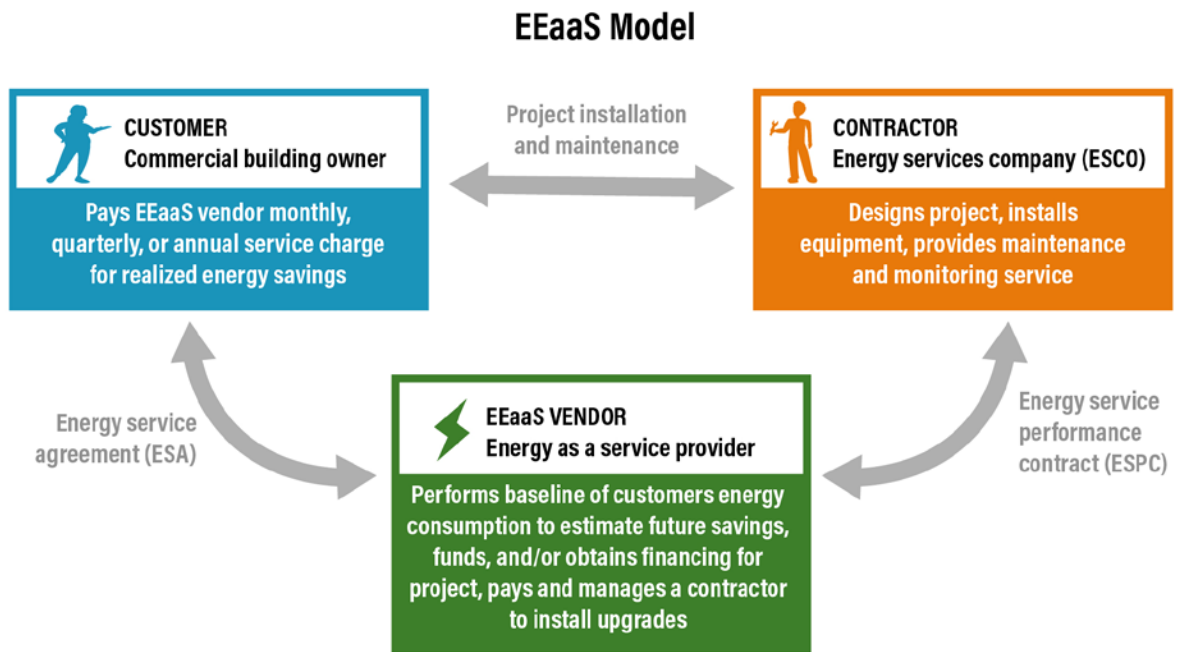 EEaaS Model
CUSTOMER
Commercial building owner
Pays EEaaS vendor monthly,
quarterly, or annual service charge
for realized energy savings
Project installation
and maintenance
CONTRACTOR
Energy services company (ESCO)
Designs project, installs
equipment, provides maintenance
and monitoring service
Energy service
agreement (ESA)
EEaaS VENDOR
Energy as a service provider
Performs baseline of customers energy
consumption to estimate future savings,
funds, and/or obtains financing for
project, pays and manages a contractor
to install upgrades
Energy service
performance
contract (ESPC)